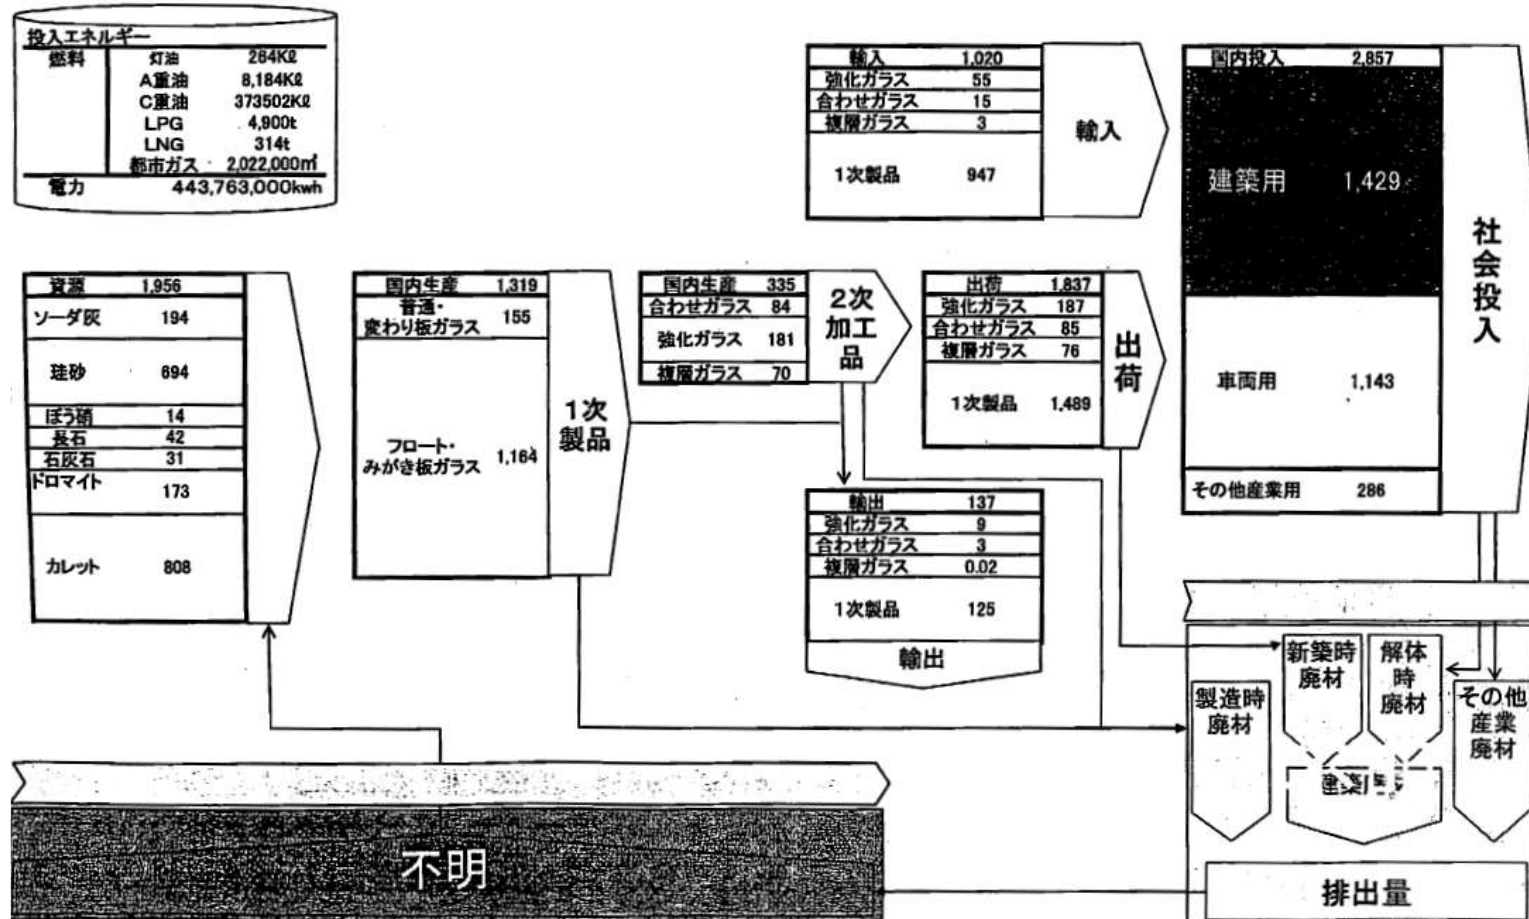 投入エネルギー
燃料 灯油 264Kℓ
A重油 8,184Kℓ
C重油 373502Kℓ
LPG 4,900t
LNG 314t
都市ガス 2,022,000㎥
電力 443,763,000kwh
輸入 1,020
強化ガラス 55
合わせガラス 15
複層ガラス 3
1次製品 947
輸入
国内投入 2,857
建築用 1,429
車両用 1,143
その他産業用 286
社会投入
資源 1,956
ソーダ灰 194
珪砂 694
ぼう硝 14
長石 42
石灰石 31
ドロマイト 173
カレット 808
国内生産 1,319
普通・
変わり板ガラス 155
フロート・
みがき板ガラス 1,164
1次
製品
国内生産 335
合わせガラス 84
強化ガラス 181
複層ガラス 70
2次
加工
品
出荷 1,837
強化ガラス 187
合わせガラス 85
複層ガラス 76
1次製品 1,489
出荷
輸出 137
強化ガラス 9
合わせガラス 3
複層ガラス 0.02
1次製品 125
輸出
製造時
廃材
新築時
廃材
解体
時
廃材
その他
産業
廃材
不明
排出量